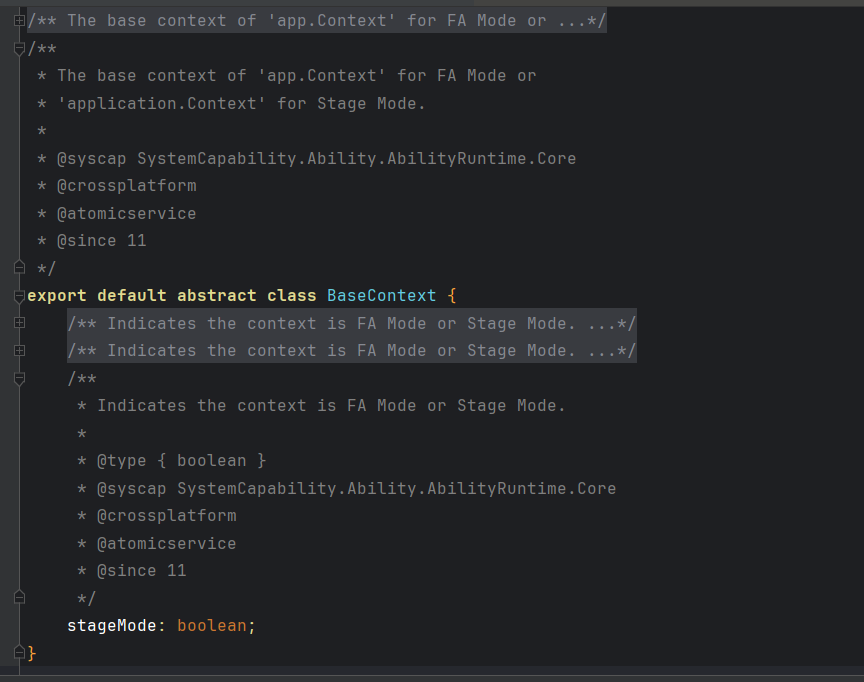 /** The base context of 'app.Context' for FA Mode or ...*/
/**
 * The base context of 'app.Context' for FA Mode or
 * 'application.Context' for Stage Mode.
 *
 * @syscap SystemCapability.Ability.AbilityRuntime.Core
 * @crossplatform
 * @atomicservice
 * @since 11
 */
export default abstract class BaseContext {
    /** Indicates the context is FA Mode or Stage Mode. ...*/
    /** Indicates the context is FA Mode or Stage Mode. ...*/
    /**
     * Indicates the context is FA Mode or Stage Mode.
     *
     * @type { boolean }
     * @syscap SystemCapability.Ability.AbilityRuntime.Core
     * @crossplatform
     * @atomicservice
     * @since 11
     */
    stageMode: boolean;
}